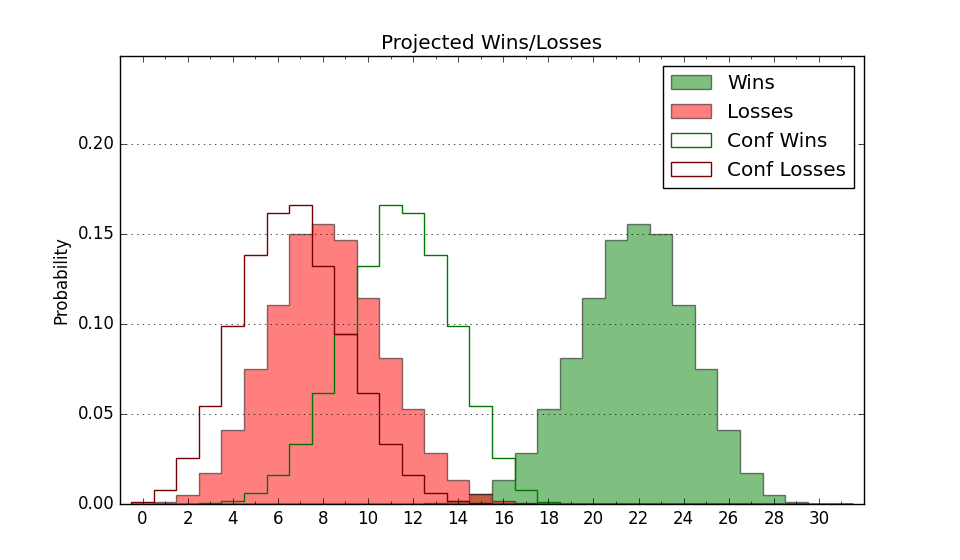 Projected Wins/Losses
Wins
Losses
Conf Wins
Conf Losses
Probability
0.20
0.15
0.10
0.05
0.00
0 2 4 6 8 10 12 14 16 18 20 22 24 26 28 30